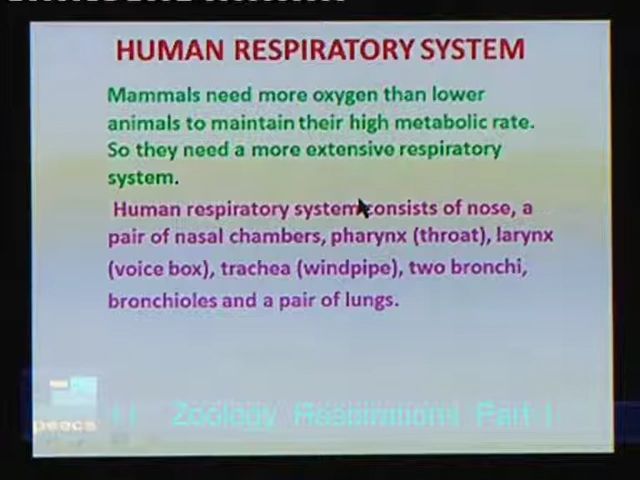 HUMAN RESPIRATORY SYSTEM
Mammals need more oxygen than lower
animals to maintain their high metabolic rate.
So they need a more extensive respiratory
system.
Human respiratory system consists of nose, a
pair of nasal chambers, pharynx (throat), larynx
(voice box), trachea (windpipe), two bronchi,
bronchioles and a pair of lungs.
Zoology Respirations Part I
peecs